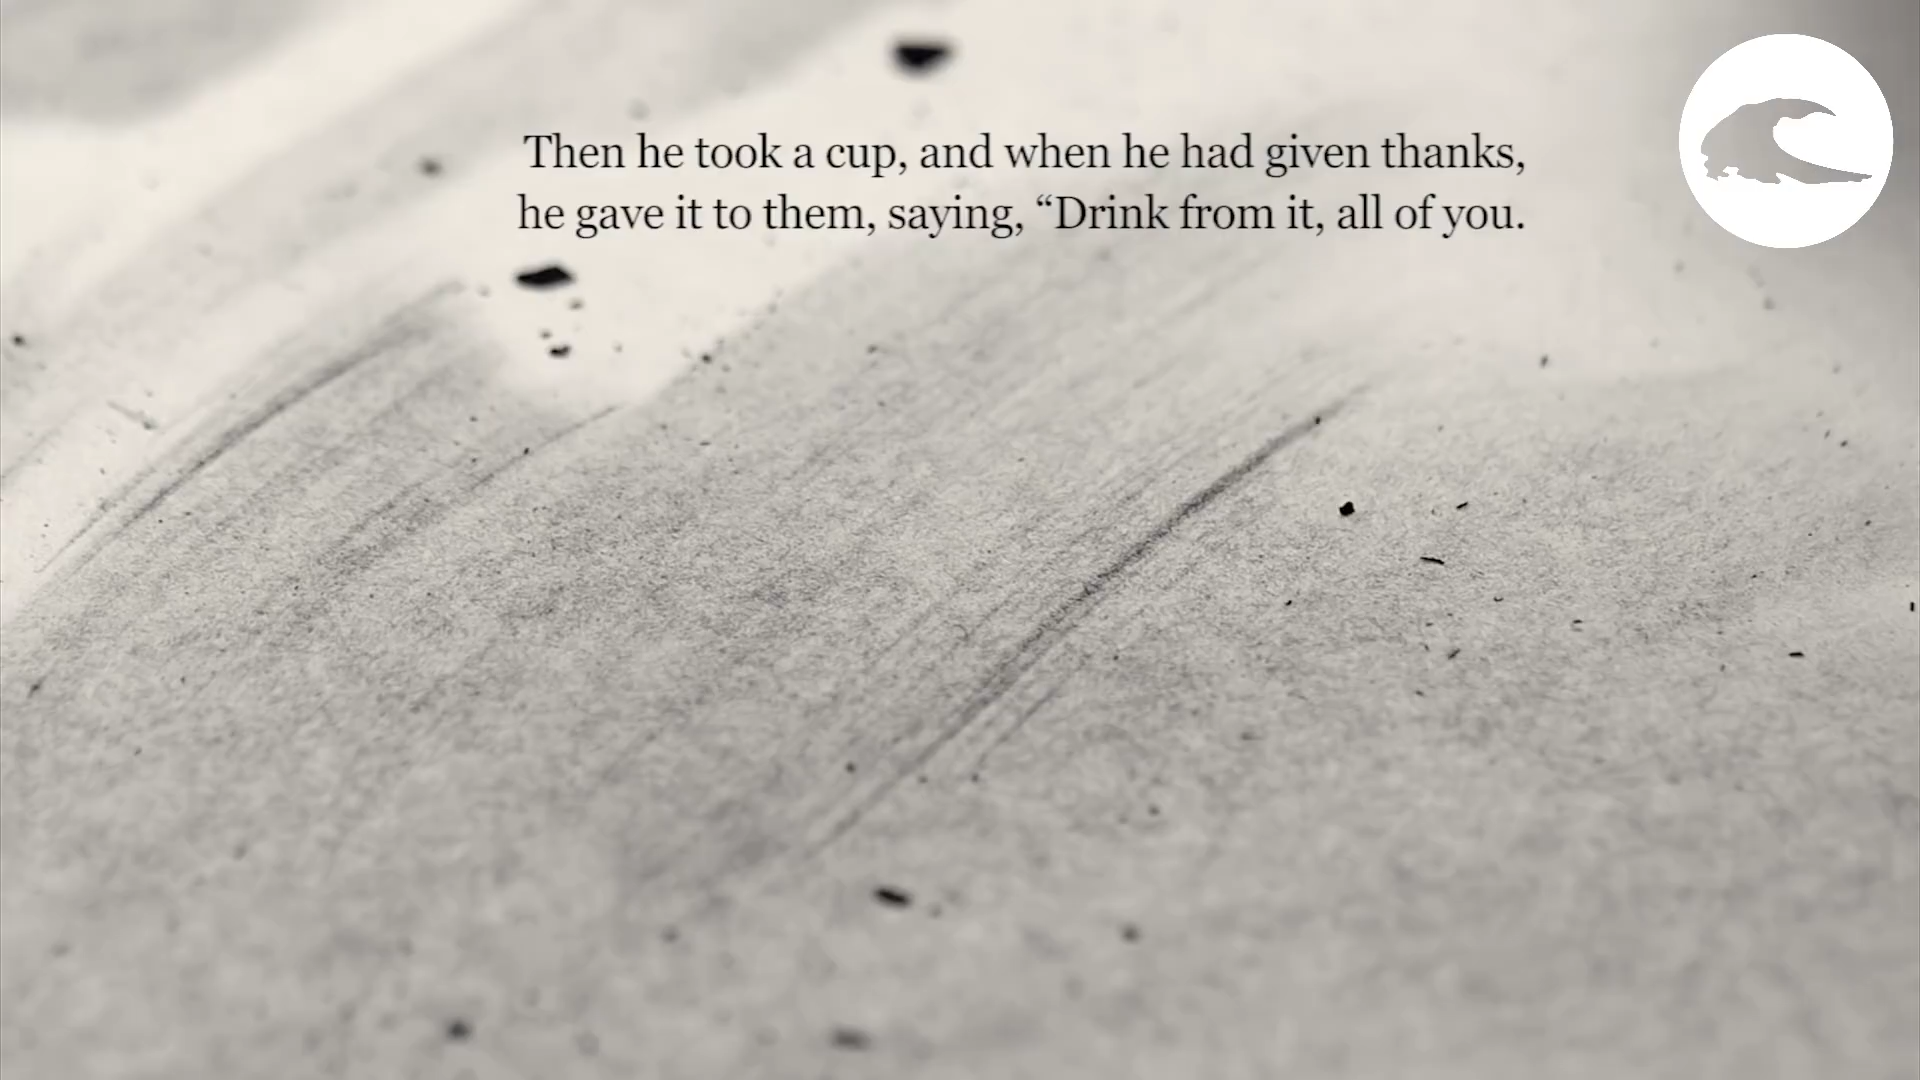 Then he took a cup, and when he had given thanks,
he gave it to them, saying, “Drink from it, all of you.